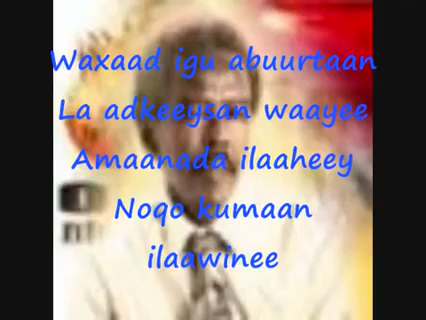 Waxaad igu abuurtaan
La adkeeysan waayee
Amaanada ilaaheey
Noqo kumaan
ilaawinee